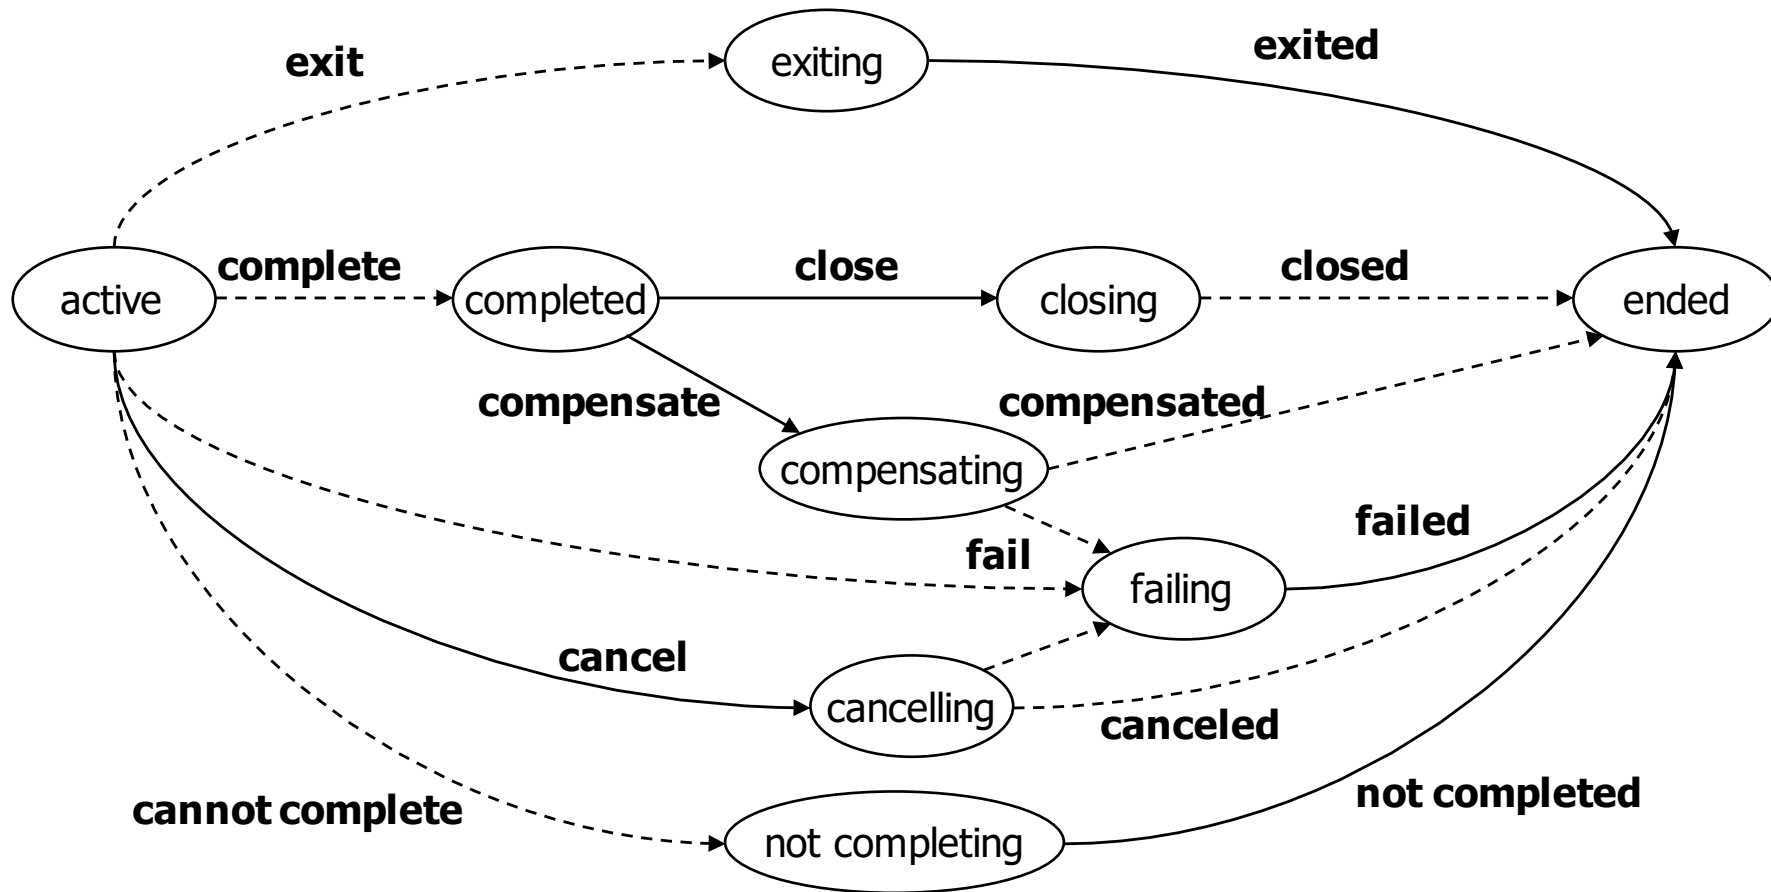 exit
exiting
exited
active
complete
completed
close
closing
closed
ended
compensate
compensating
compensated
fail
failing
failed
cancel
cancelling
canceled
cannot complete
not completing
not completed